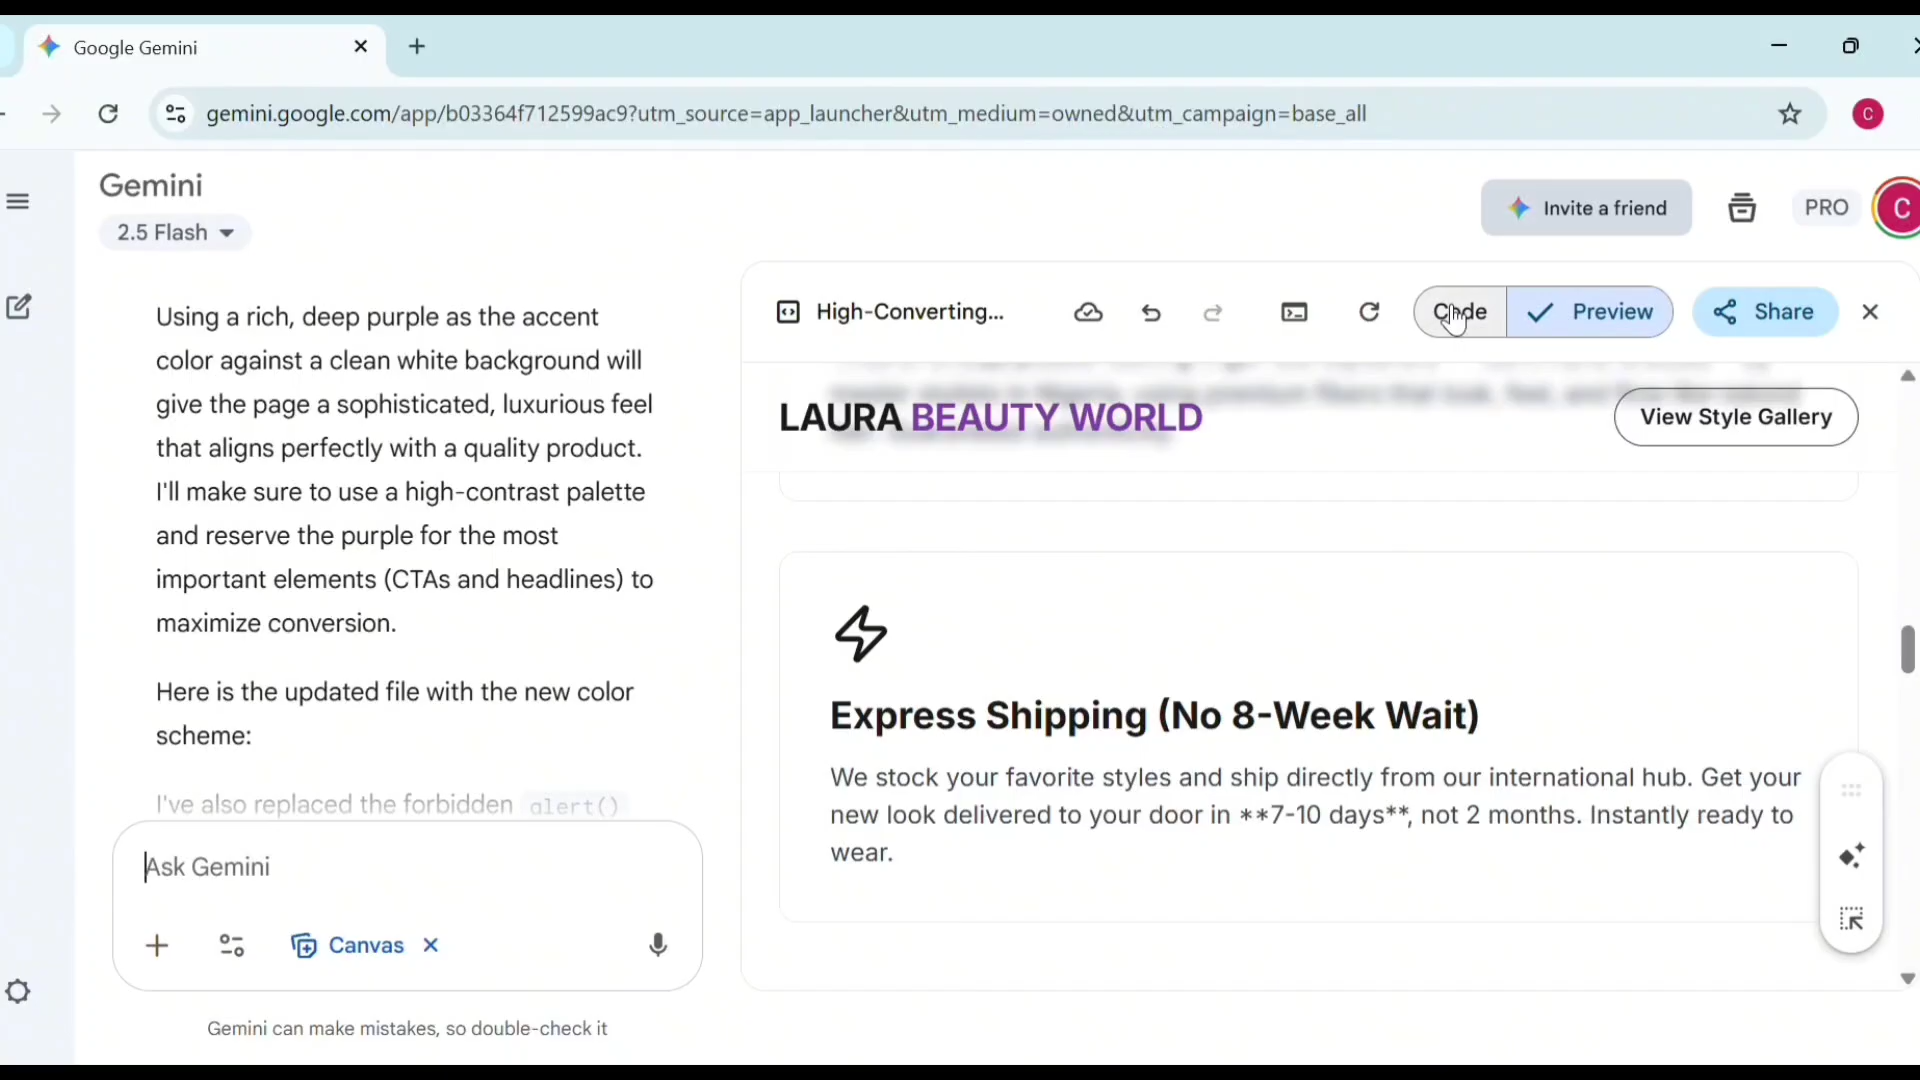 Google Gemini
gemini.google.com/app/b03364f712599ac9?utm_source=app_launcher&utm_medium=owned&utm_campaign=base_all
C
Gemini
2.5 Flash
Invite a friend
PRO
C
Using a rich, deep purple as the accent
color against a clean white background will
give the page a sophisticated, luxurious feel
that aligns perfectly with a quality product.
I'll make sure to use a high-contrast palette
and reserve the purple for the most
important elements (CTAs and headlines) to
maximize conversion.
Here is the updated file with the new color
scheme:
I've also replaced the forbidden alert()
Ask Gemini
Canvas
Gemini can make mistakes, so double-check it
High-Converting...
Code
Preview
Share
LAURA BEAUTY WORLD
View Style Gallery
Express Shipping (No 8-Week Wait)
We stock your favorite styles and ship directly from our international hub. Get your
new look delivered to your door in **7-10 days**, not 2 months. Instantly ready to
wear.